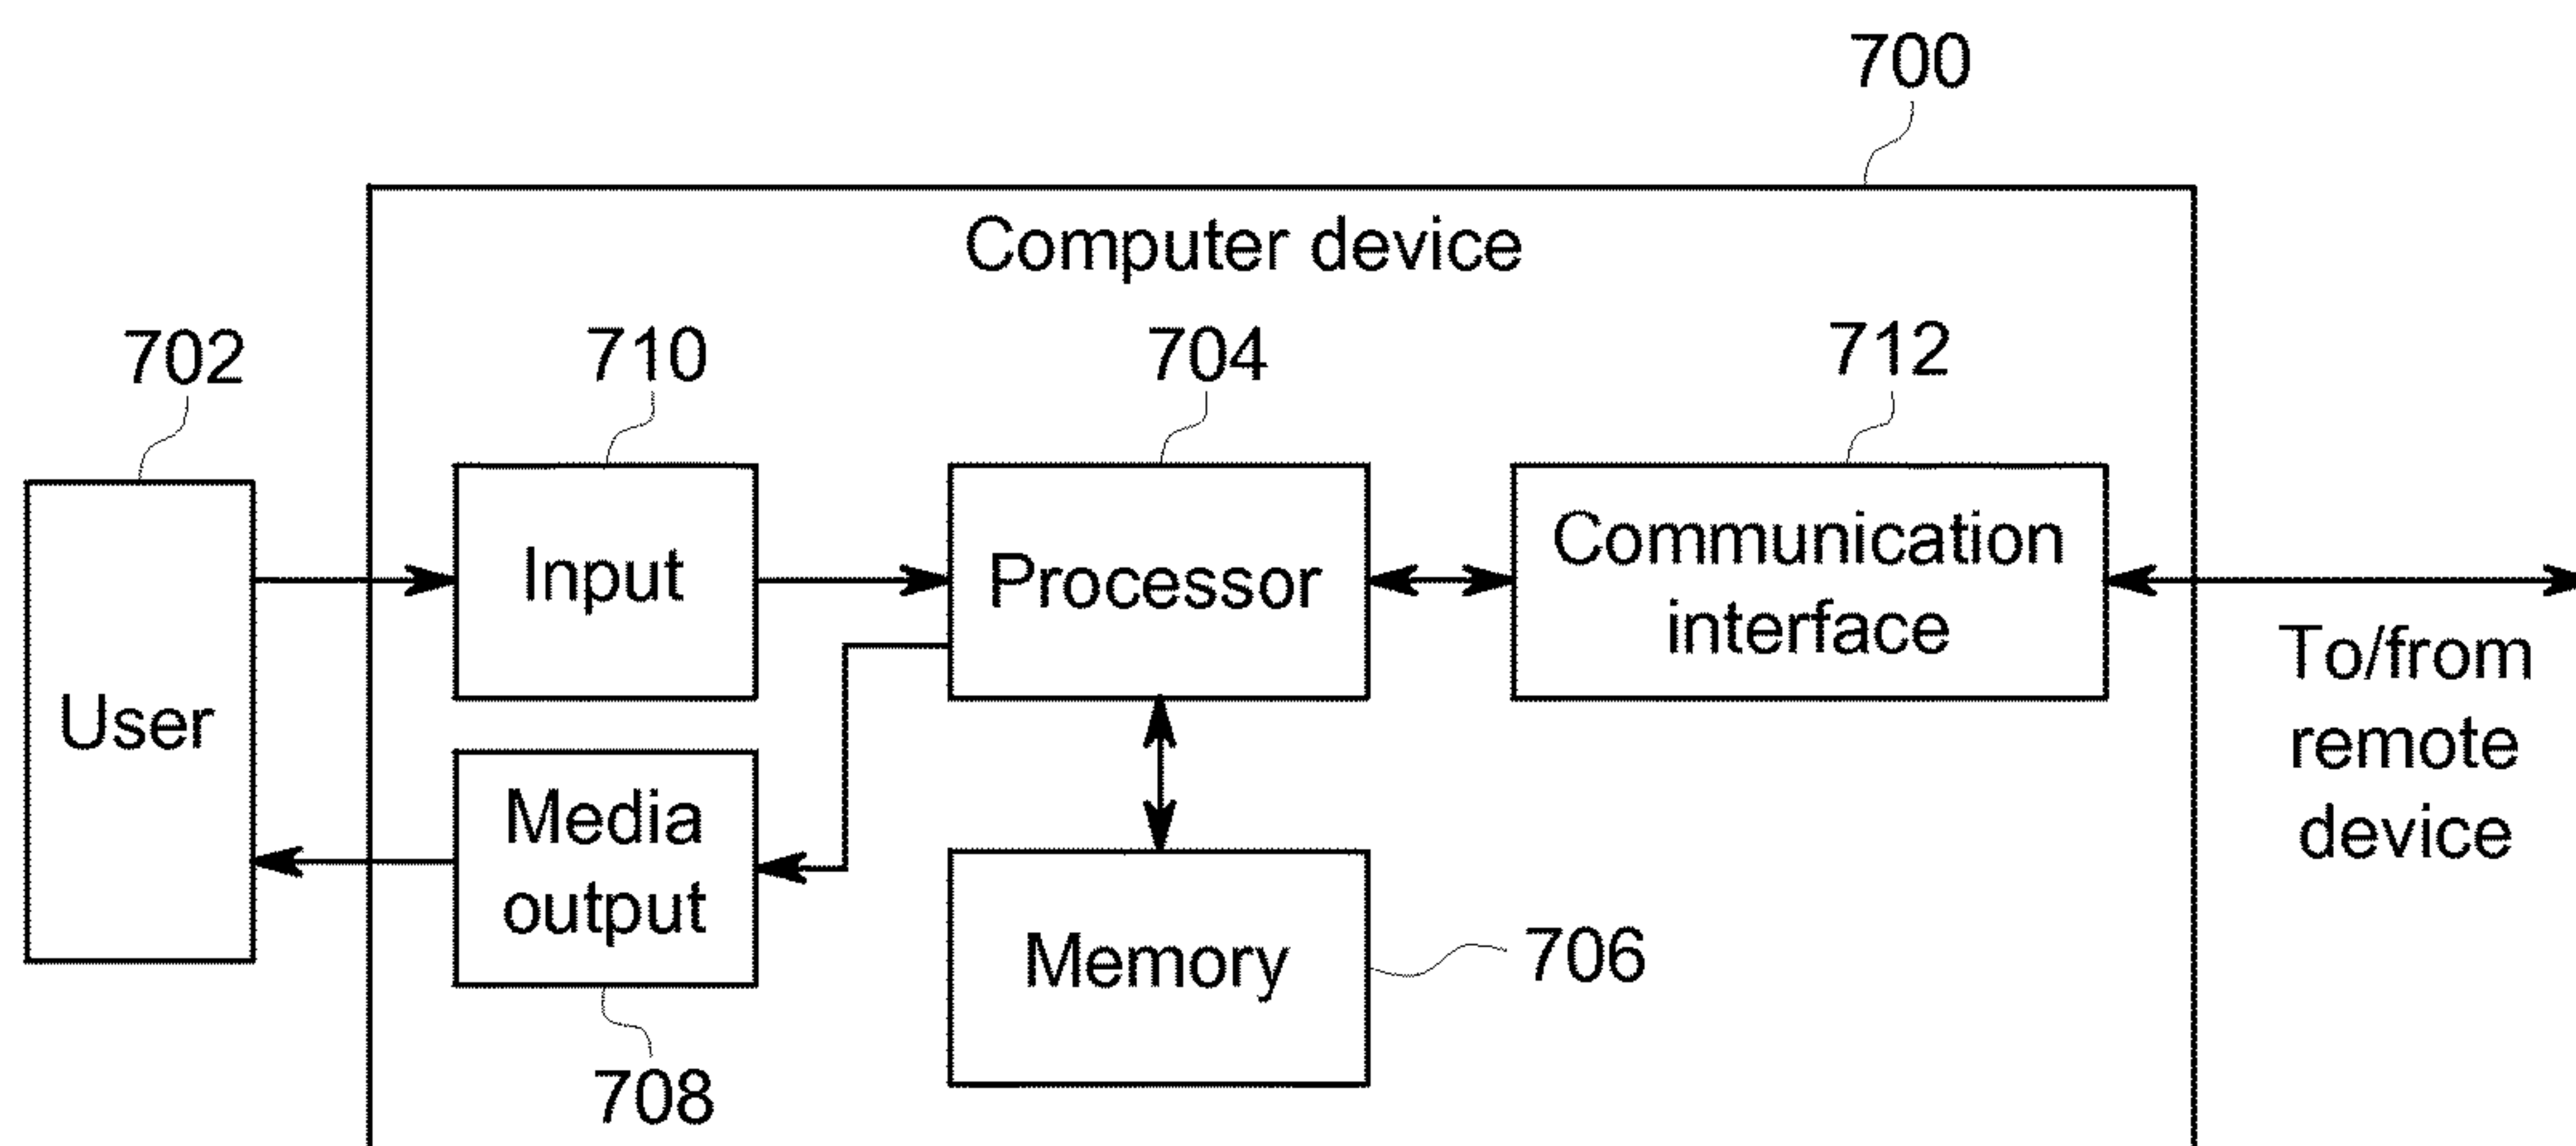 700
Computer device
702
710
704
712
Input
Processor
Communication
interface
User
Media
output
Memory
To/from
remote
device
706
708